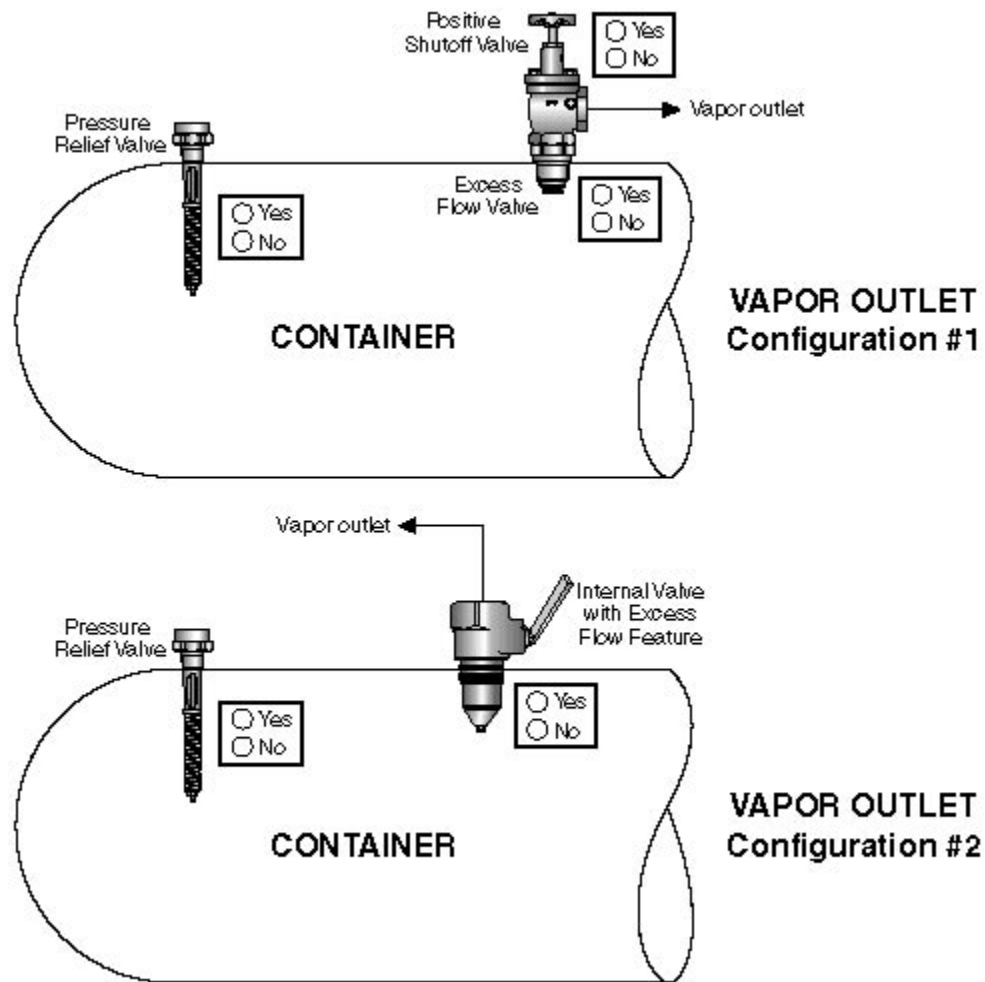 Positive
Shutoff Valve
Yes
No
Vapor outlet
Pressure
Relief Valve
Yes
No
Excess
Flow Valve
Yes
No
CONTAINER
VAPOR OUTLET
Configuration #1
Vapor outlet
Internal Valve
with Excess
Flow Feature
Pressure
Relief Valve
Yes
No
Yes
No
CONTAINER
VAPOR OUTLET
Configuration #2